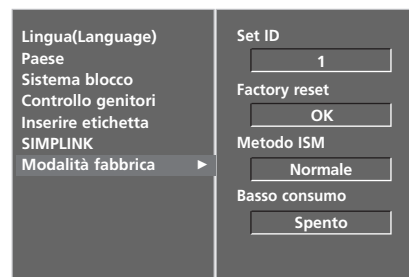 Lingua(Language)
Paese
Sistema blocco
Controllo genitori
Inserire etichetta
SIMPLINK
Modalità fabbrica ►
Set ID
1
Factory reset
OK
Metodo ISM
Normale
Basso consumo
Spento